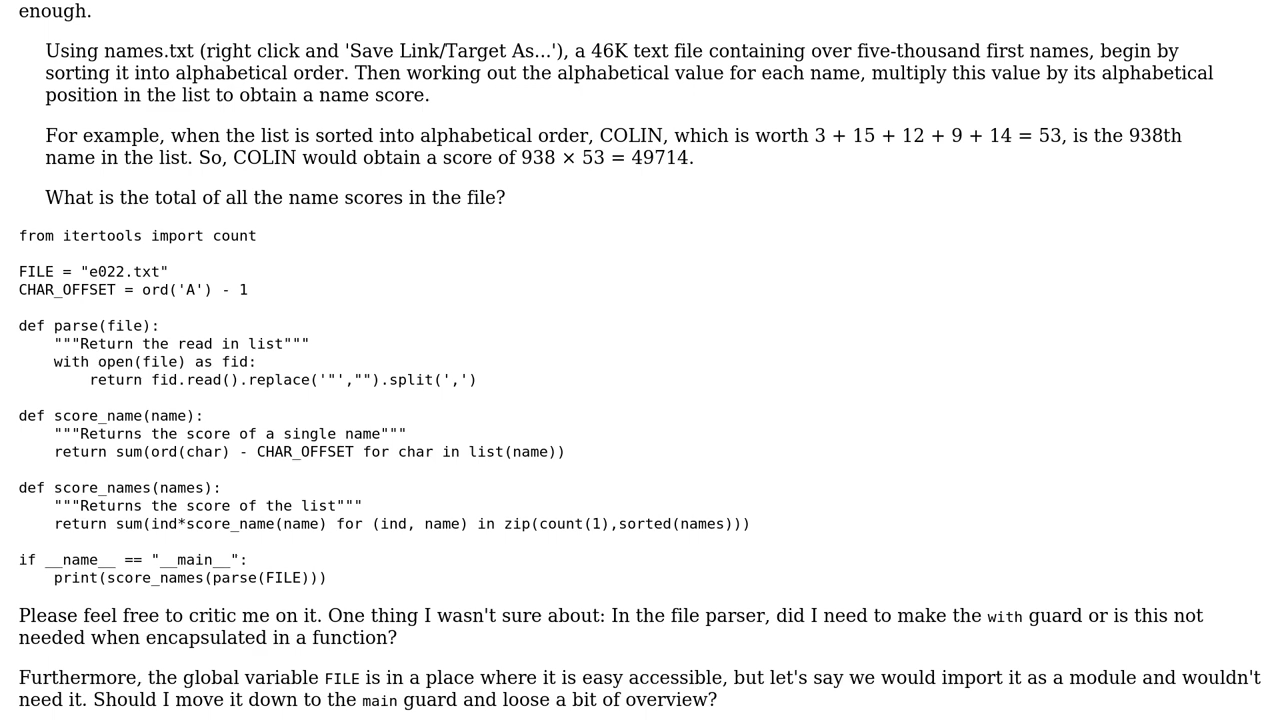 enough.
Using names.txt (right click and 'Save Link/Target As...'), a 46K text file containing over five-thousand first names, begin by
sorting it into alphabetical order. Then working out the alphabetical value for each name, multiply this value by its alphabetical
position in the list to obtain a name score.
For example, when the list is sorted into alphabetical order, COLIN, which is worth 3 + 15 + 12 + 9 + 14 = 53, is the 938th
name in the list. So, COLIN would obtain a score of 938 × 53 = 49714.
What is the total of all the name scores in the file?
from itertools import count
FILE = "e022.txt"
CHAR_OFFSET = ord('A') - 1
def parse(file):
    """Return the read in list"""
    with open(file) as fid:
        return fid.read().replace('"',"").split(',')
def score_name(name):
    """Returns the score of a single name"""
    return sum(ord(char) - CHAR_OFFSET for char in list(name))
def score_names(names):
    """Returns the score of the list"""
    return sum(ind*score_name(name) for (ind, name) in zip(count(1),sorted(names)))
if __name__ == "__main__":
    print(score_names(parse(FILE)))
Please feel free to critic me on it. One thing I wasn't sure about: In the file parser, did I need to make the with guard or is this not
needed when encapsulated in a function?
Furthermore, the global variable FILE is in a place where it is easy accessible, but let's say we would import it as a module and wouldn't
need it. Should I move it down to the main guard and loose a bit of overview?